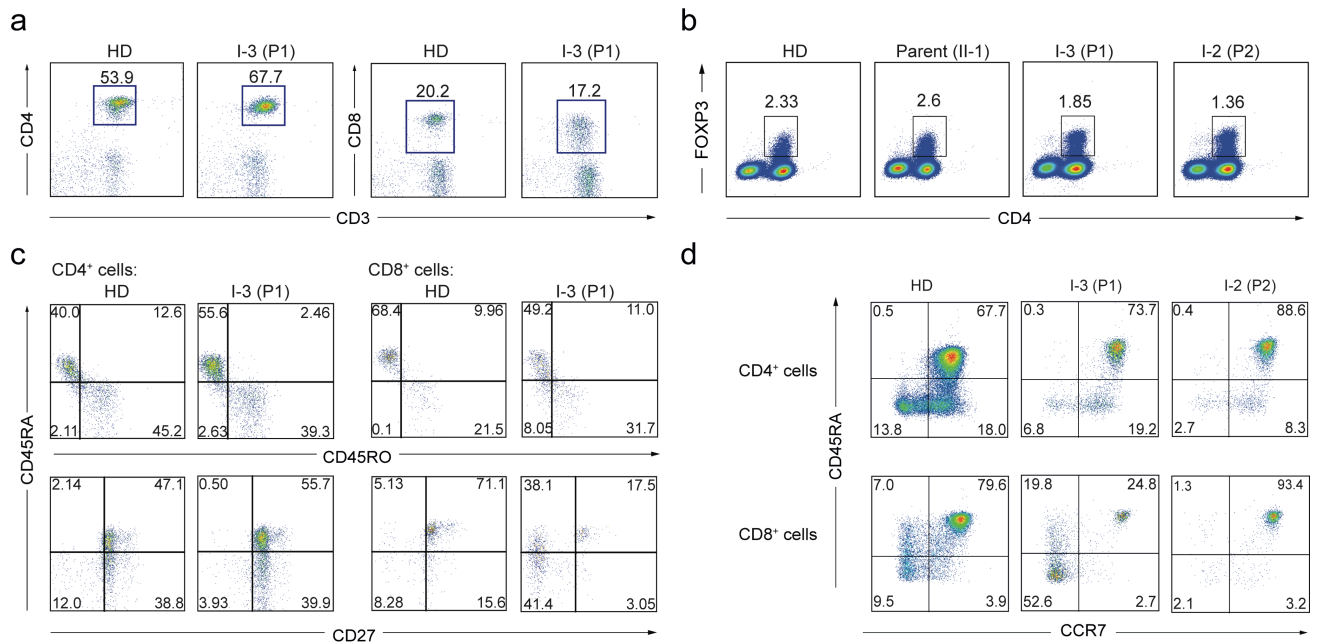 a
HD
I-3 (P1)
HD
I-3 (P1)
CD4
53.9
67.7
CD8
20.2
17.2
CD3
b
HD
Parent (II-1)
I-3 (P1)
I-2 (P2)
FOXP3
2.33
2.6
1.85
1.36
CD4
c
CD4⁺ cells:
CD8⁺ cells:
HD
I-3 (P1)
HD
I-3 (P1)
40.0 12.6
55.6 2.46
68.4 9.96
49.2 11.0
2.11 45.2
2.63 39.3
0.1 21.5
8.05 31.7
CD45RA
CD45RO
2.14 47.1
0.50 55.7
5.13 71.1
38.1 17.5
12.0 38.8
3.93 39.9
8.28 15.6
41.4 3.05
CD27
d
HD
I-3 (P1)
I-2 (P2)
CD4⁺ cells
0.5 67.7
0.3 73.7
0.4 88.6
13.8 18.0
6.8 19.2
2.7 8.3
CD45RA
CD8⁺ cells
7.0 79.6
19.8 24.8
1.3 93.4
9.5 3.9
52.6 2.7
2.1 3.2
CCR7